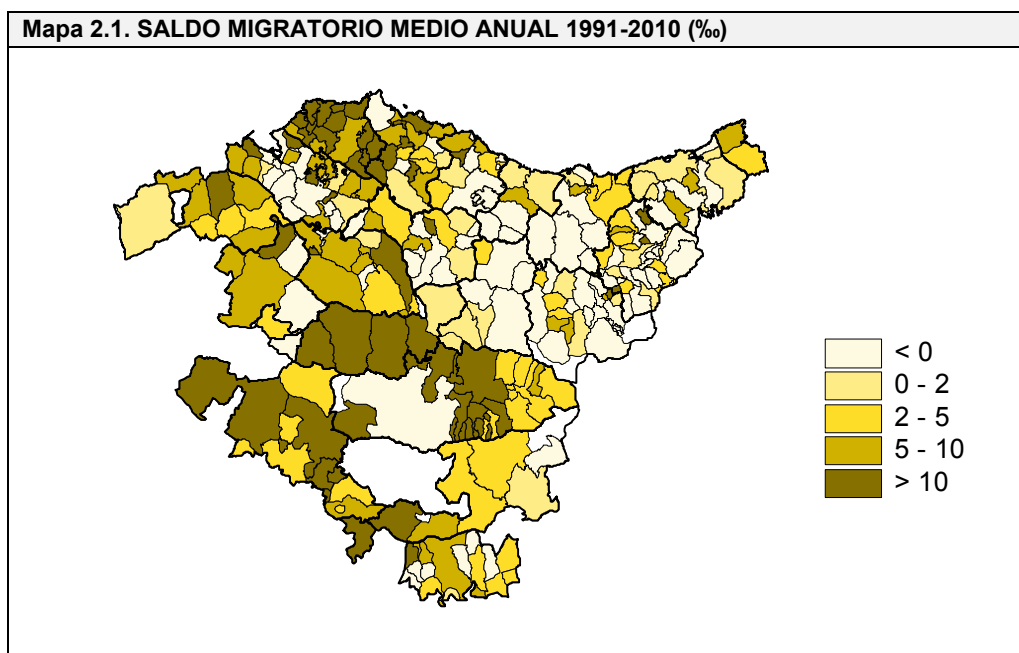 Mapa 2.1. SALDO MIGRATORIO MEDIO ANUAL 1991-2010 (‰)
< 0
0 - 2
2 - 5
5 - 10
> 10